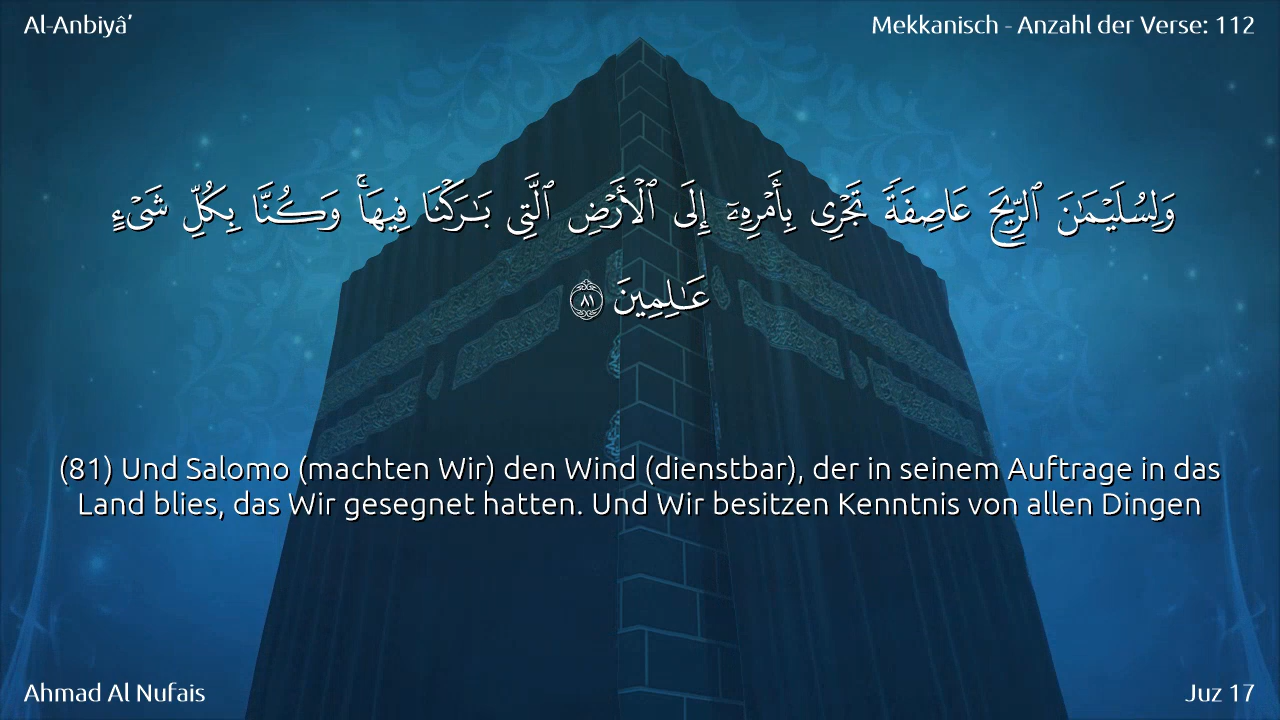 Al-Anbiyâ’
Mekkanisch - Anzahl der Verse: 112
وَلِسُلَيْمَـٰنَ ٱلرِّيحَ عَاصِفَةًۭ تَجْرِى بِأَمْرِهِۦٓ إِلَى ٱلْأَرْضِ ٱلَّتِى بَـٰرَكْنَا فِيهَا ۚ وَكُنَّا بِكُلِّ شَىْءٍ
عَـٰلِمِينَ ٨١
(81) Und Salomo (machten Wir) den Wind (dienstbar), der in seinem Auftrage in das
Land blies, das Wir gesegnet hatten. Und Wir besitzen Kenntnis von allen Dingen
Ahmad Al Nufais
Juz 17